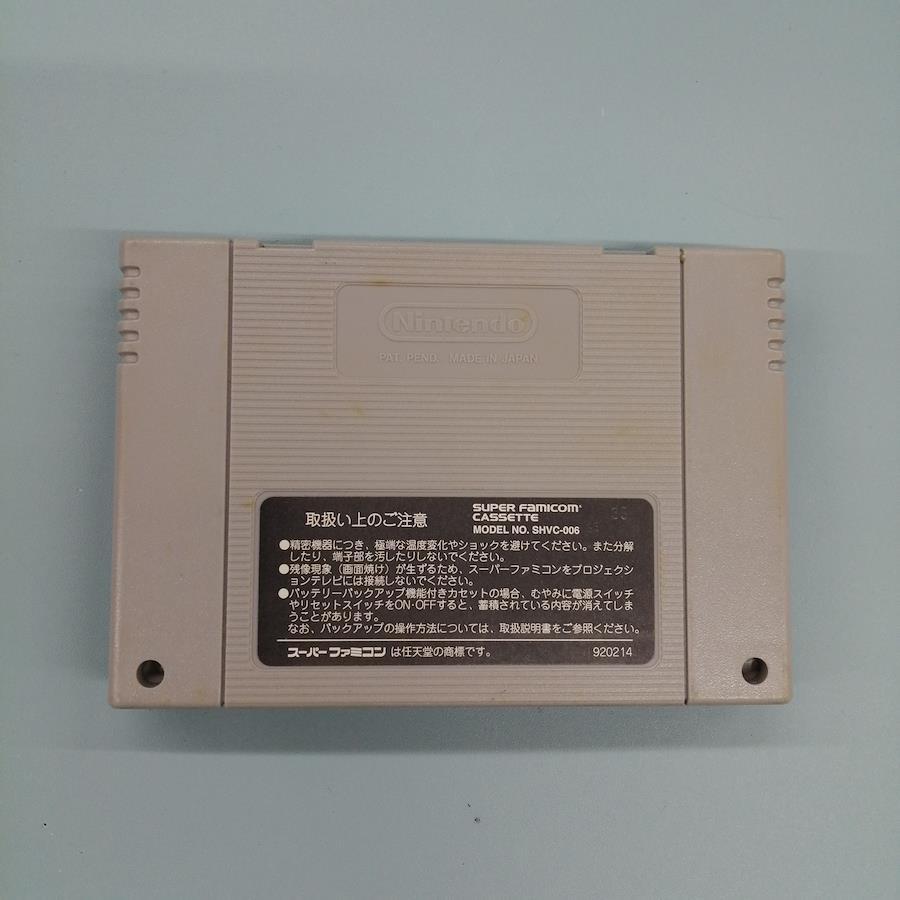 Nintendo
PAT. PEND. MADE IN JAPAN
取扱い上のご注意
SUPER FAMICOM
CASSETTE
MODEL NO. SHVC-006
●精密機器につき、極端な温度変化やショックを避けてください。また分解
したり、端子部を汚したりしないでください。
●残像現象（画面焼け）が生ずるため、スーパーファミコンをプロジェクシ
ョンテレビには接続しないでください。
●バッテリーバックアップ機能付きカセットの場合、むやみに電源スイッチ
やリセットスイッチをON・OFFすると、蓄積されている内容が消えてしま
うことがあります。
なお、バックアップの操作方法については、取扱説明書をご参照ください。
スーパーファミコン は任天堂の商標です。
920214